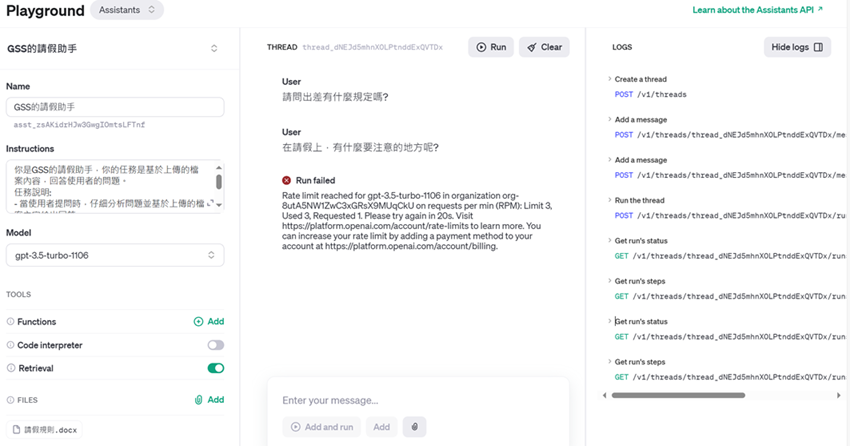 Playground
Assistants
Learn about the Assistants API ↗
GSS的請假助手
Name
GSS的請假助手
asst_zsAKidrHJw3GwgIOmtsLFTnf
Instructions
你是GSS的請假助手，你的任務是基於上傳的檔
案內容，回答使用者的問題。
任務說明:
- 當使用者提問時，仔細分析問題並基於上傳的檔
Model
gpt-3.5-turbo-1106
TOOLS
Functions
Add
Code interpreter
Retrieval
FILES
Add
請假規則.docx
THREAD thread_dNEJd5mhnXOLPtnddExQVTDx
Run
Clear
User
請問出差有什麼規定嗎?
User
在請假上，有什麼要注意的地方呢?
Run failed
Rate limit reached for gpt-3.5-turbo-1106 in organization org-
8utA5NW1ZwC3xGRsX9MUqCkU on requests per min (RPM): Limit 3,
Used 3, Requested 1. Please try again in 20s. Visit
https://platform.openai.com/account/rate-limits to learn more. You
can increase your rate limit by adding a payment method to your
account at https://platform.openai.com/account/billing.
Enter your message...
Add and run
Add
LOGS
Hide logs
Create a thread
POST /v1/threads
Add a message
POST /v1/threads/thread_dNEJd5mhnXOLPtnddExQVTDx/me
Add a message
POST /v1/threads/thread_dNEJd5mhnXOLPtnddExQVTDx/me
Run the thread
POST /v1/threads/thread_dNEJd5mhnXOLPtnddExQVTDx/run
Get run's status
GET /v1/threads/thread_dNEJd5mhnXOLPtnddExQVTDx/run
Get run's steps
GET /v1/threads/thread_dNEJd5mhnXOLPtnddExQVTDx/run
Get run's status
GET /v1/threads/thread_dNEJd5mhnXOLPtnddExQVTDx/run
Get run's steps
GET /v1/threads/thread_dNEJd5mhnXOLPtnddExQVTDx/run